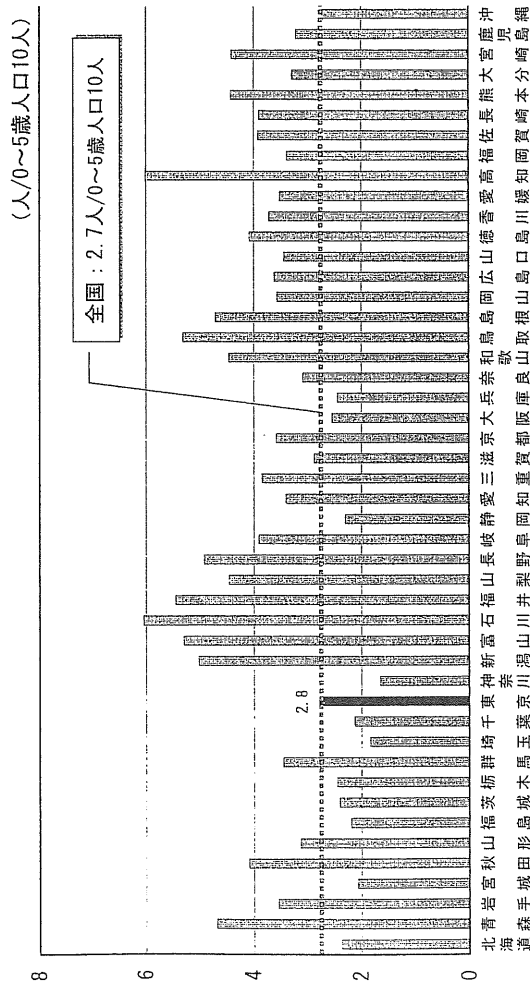 (人/0~5歳人口10人)
全国：2.7人/0~5歳人口10人
8
6
4
2
0
2.8
北海道
青森
岩手
宮城
秋田
山形
福島
茨城
栃木
群馬
埼玉
千葉
東京
神奈川
新潟
富山
石川
福井
山梨
長野
岐阜
静岡
愛知
三重
滋賀
京都
大阪
兵庫
奈良
和歌山
鳥取
島根
岡山
広島
山口
徳島
香川
愛媛
高知
福岡
佐賀
長崎
熊本
大分
宮崎
鹿児島
沖縄